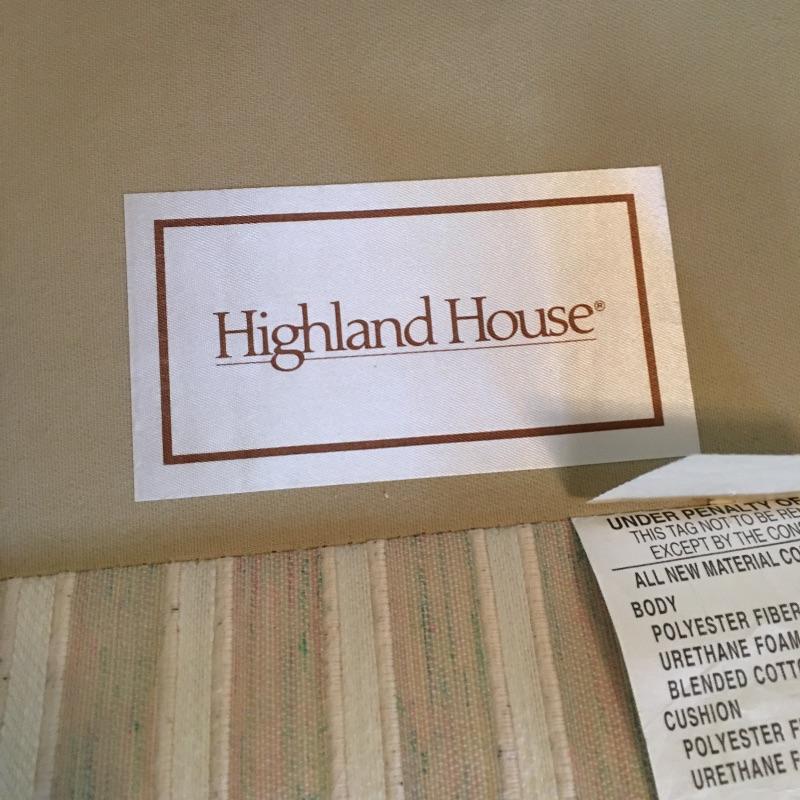 Highland House®
UNDER PENALTY OF
THIS TAG NOT TO BE RE
EXCEPT BY THE CON
ALL NEW MATERIAL CO
BODY
POLYESTER FIBER
URETHANE FOAM
BLENDED COTTO
CUSHION
POLYESTER F
URETHANE F